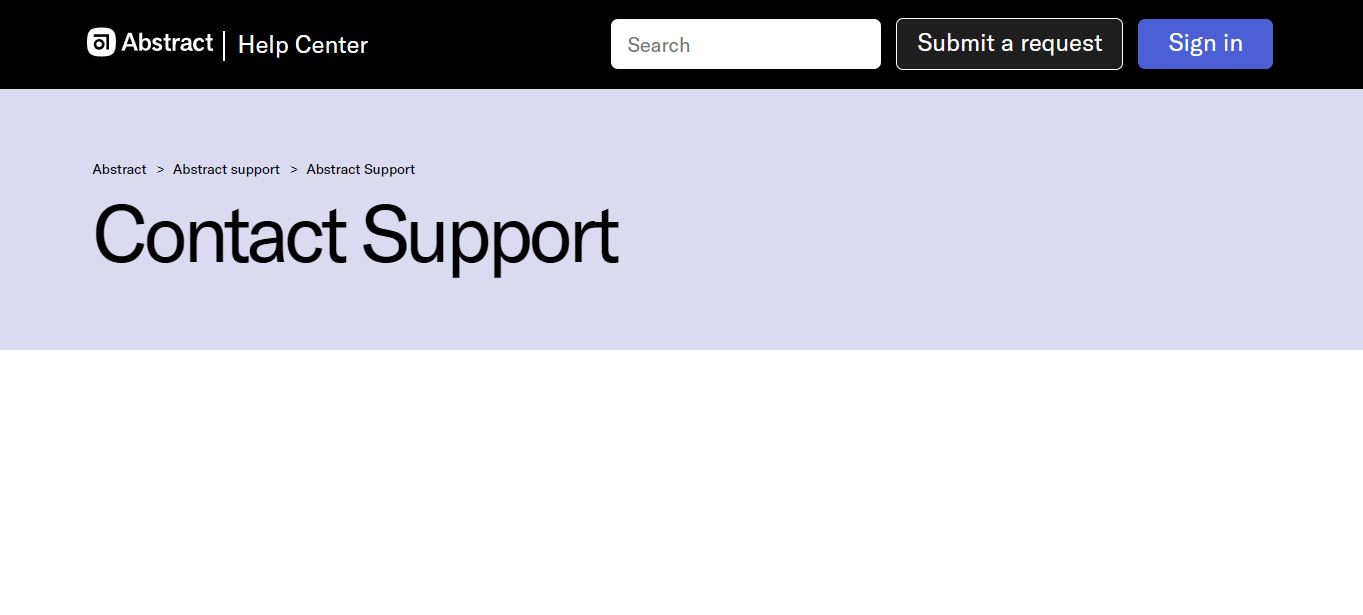 Abstract | Help Center
Search
Submit a request
Sign in
Abstract > Abstract support > Abstract Support
Contact Support